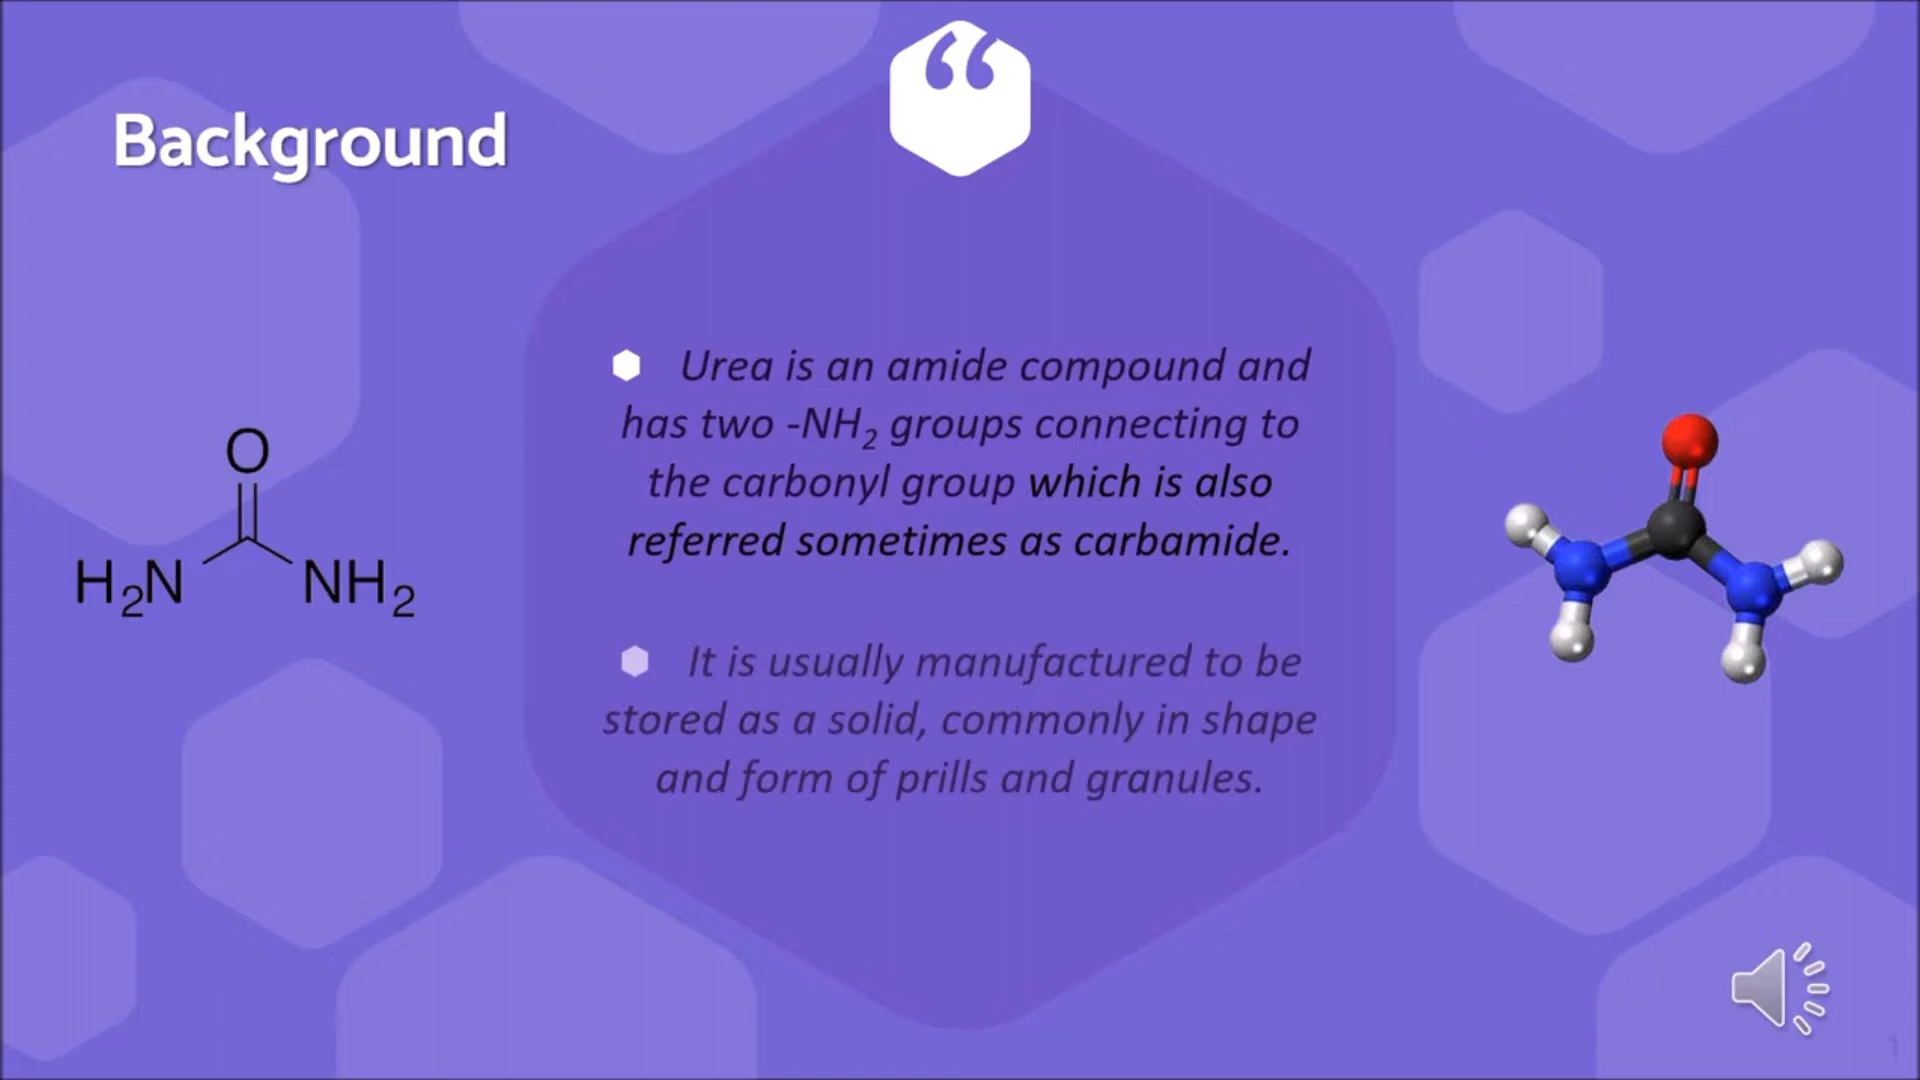 “
Background
Urea is an amide compound and
has two -NH₂ groups connecting to
the carbonyl group which is also
referred sometimes as carbamide.
It is usually manufactured to be
stored as a solid, commonly in shape
and form of prills and granules.
O
H₂N NH₂
1